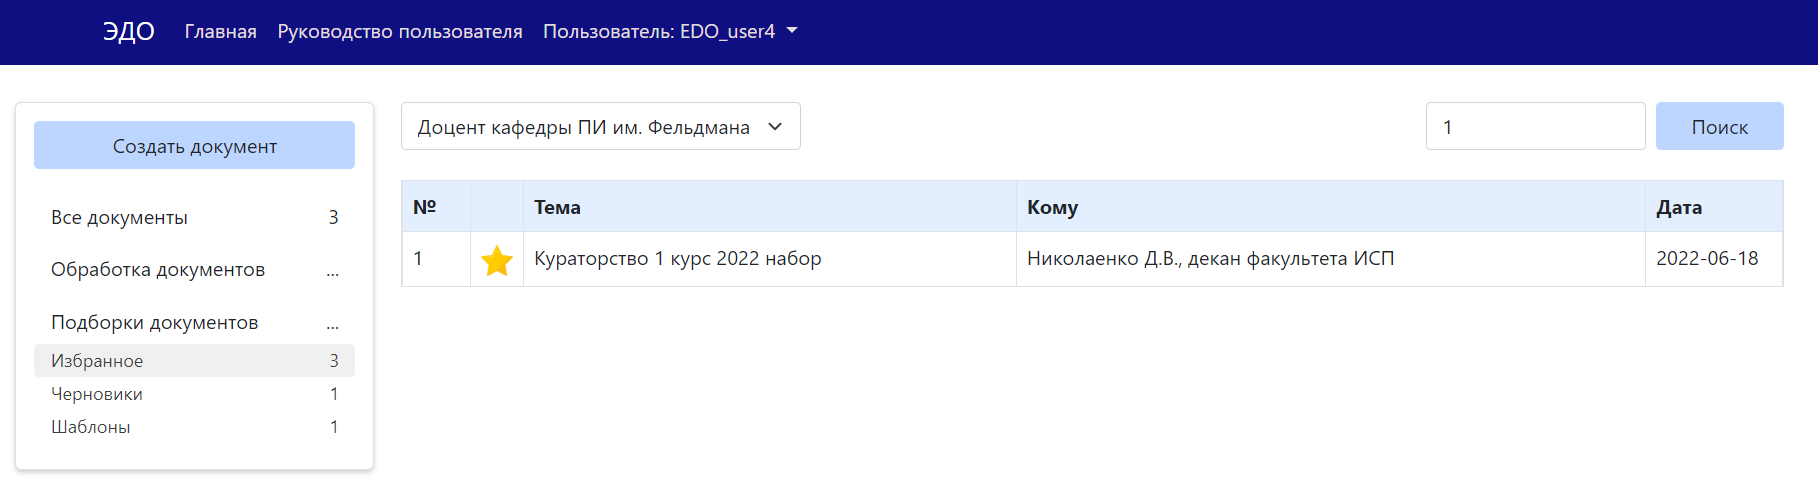 ЭДО Главная Руководство пользователя Пользователь: EDO_user4
Создать документ
Все документы 3
Обработка документов ...
Подборки документов ...
Избранное 3
Черновики 1
Шаблоны 1
Доцент кафедры ПИ им. Фельдмана
1 Поиск
№ Тема Кому Дата
1 Кураторство 1 курс 2022 набор Николаенко Д.В., декан факультета ИСП 2022-06-18